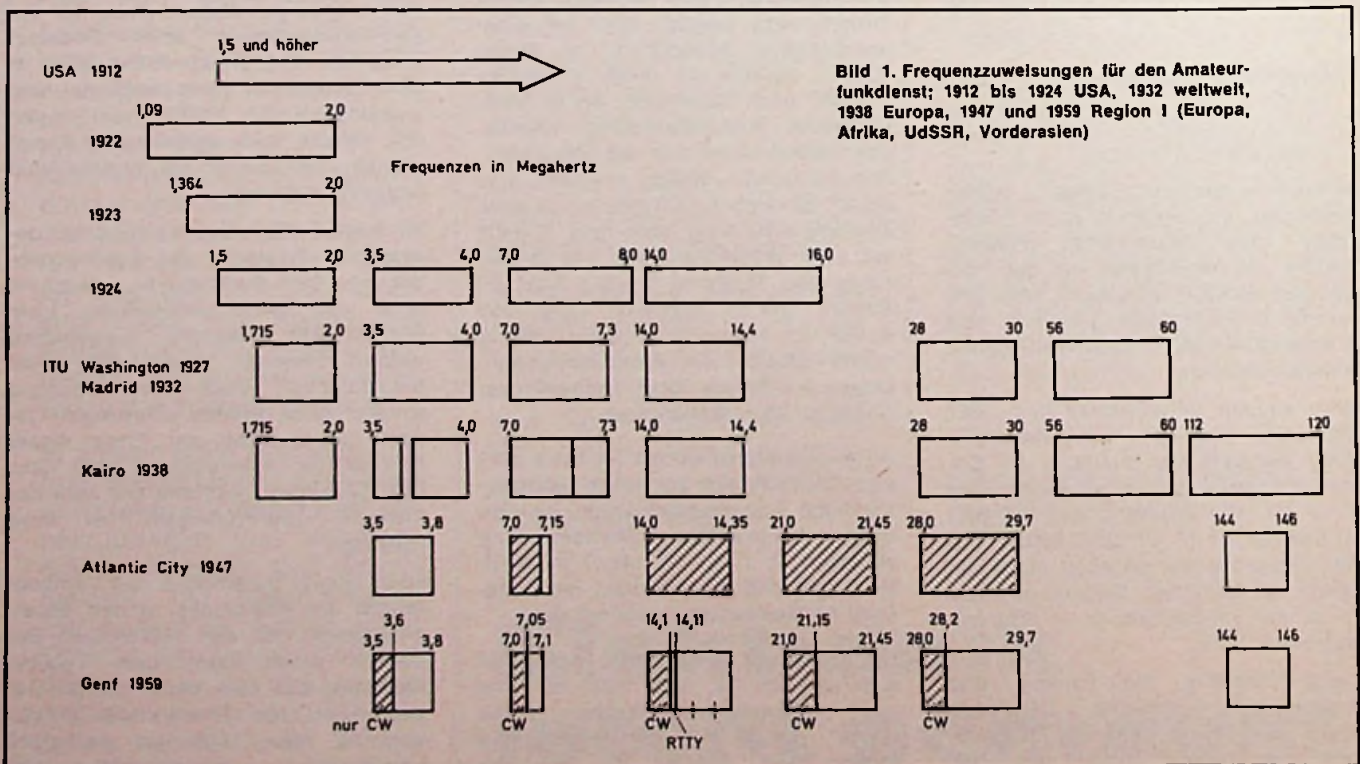 1,5 und höher
USA 1912
Bild 1. Frequenzzuweisungen für den Amateur-
funkdienst; 1912 bis 1924 USA, 1932 weltweit,
1938 Europa, 1947 und 1959 Region I (Europa,
Afrika, UdSSR, Vorderasien)
1,09 2,0
1922
Frequenzen in Megahertz
1,364 2,0
1923
1,5 2,0 3,5 4,0 7,0 8,0 14,0 16,0
1924
1,715 2,0 3,5 4,0 7,0 7,3 14,0 14,4 28 30 56 60
ITU Washington 1927
Madrid 1932
1,715 2,0 3,5 4,0 7,0 7,3 14,0 14,4 28 30 56 60 112 120
Kairo 1938
3,5 3,8 7,0 7,15 14,0 14,35 21,0 21,45 28,0 29,7 144 146
Atlantic City 1947
3,6 7,05 14,1 14,11 21,15 28,2
3,5 3,8 7,0 7,1 21,0 21,45 28,0 29,7 144 146
Genf 1959
nur CW CW CW CW CW
RTTY